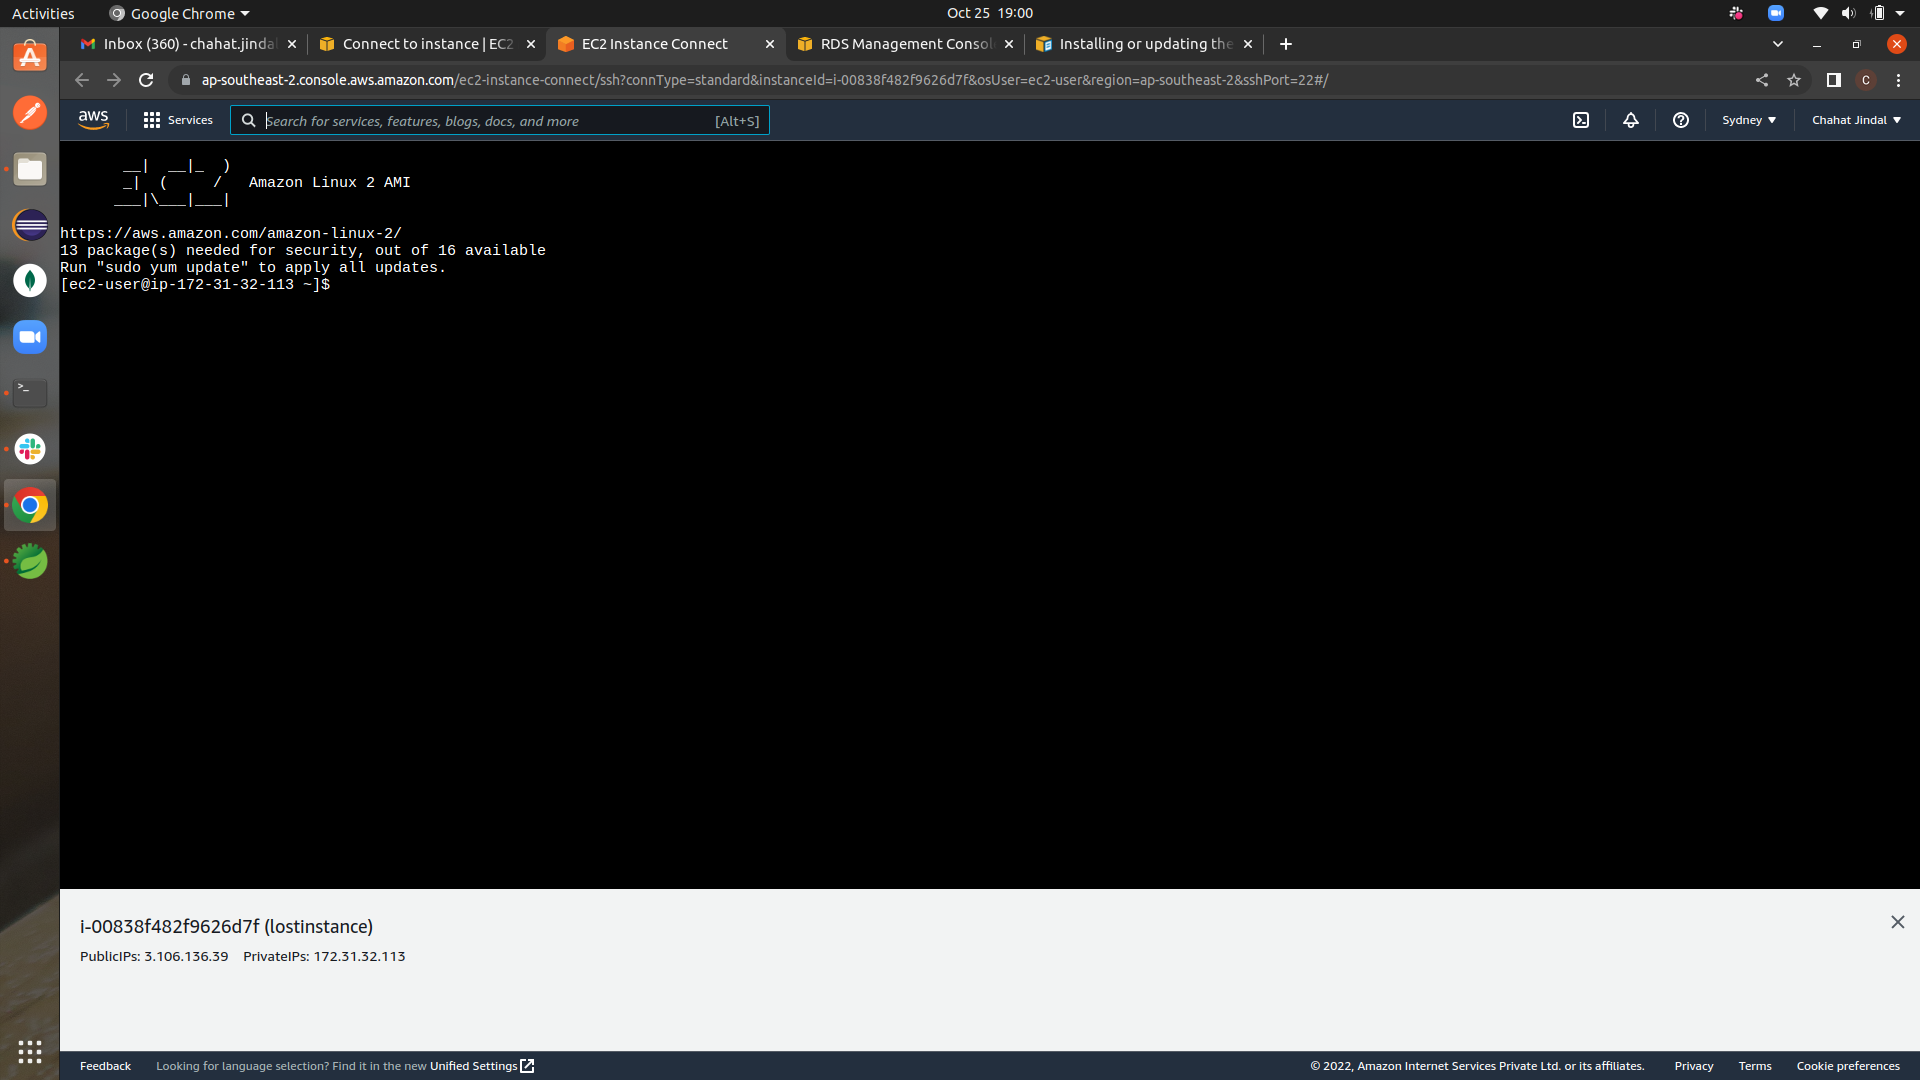 Activities Google Chrome Oct 25 19:00
Inbox (360) - chahat.jinda Connect to instance | EC2 EC2 Instance Connect RDS Management Consol Installing or updating the
ap-southeast-2.console.aws.amazon.com/ec2-instance-connect/ssh?connType=standard&instanceId=i-00838f482f9626d7f&osUser=ec2-user&region=ap-southeast-2&sshPort=22#/ C
aws Services Search for services, features, blogs, docs, and more [Alt+S] Sydney Chahat Jindal
__|  __|_  )
_|  (     /   Amazon Linux 2 AMI
___|\___|___|
https://aws.amazon.com/amazon-linux-2/
13 package(s) needed for security, out of 16 available
Run "sudo yum update" to apply all updates.
[ec2-user@ip-172-31-32-113 ~]$
i-00838f482f9626d7f (lostinstance)
PublicIPs: 3.106.136.39 PrivateIPs: 172.31.32.113
Feedback Looking for language selection? Find it in the new Unified Settings © 2022, Amazon Internet Services Private Ltd. or its affiliates. Privacy Terms Cookie preferences